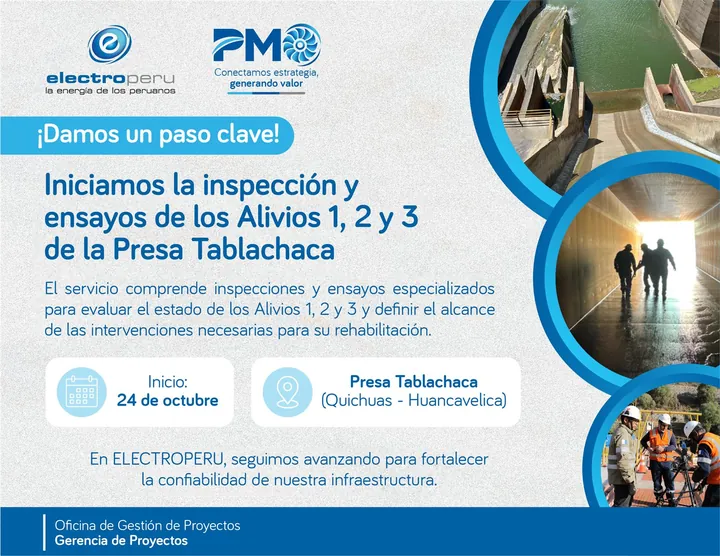 electroperu
la energía de los peruanos
PMO
Conectamos estrategia,
generando valor
¡Damos un paso clave!
Iniciamos la inspección y
ensayos de los Alivios 1, 2 y 3
de la Presa Tablachaca
El servicio comprende inspecciones y ensayos especializados
para evaluar el estado de los Alivios 1, 2 y 3 y definir el alcance
de las intervenciones necesarias para su rehabilitación.
Inicio:
24 de octubre
Presa Tablachaca
(Quichuas - Huancavelica)
En ELECTROPERU, seguimos avanzando para fortalecer
la confiabilidad de nuestra infraestructura.
Oficina de Gestión de Proyectos
Gerencia de Proyectos